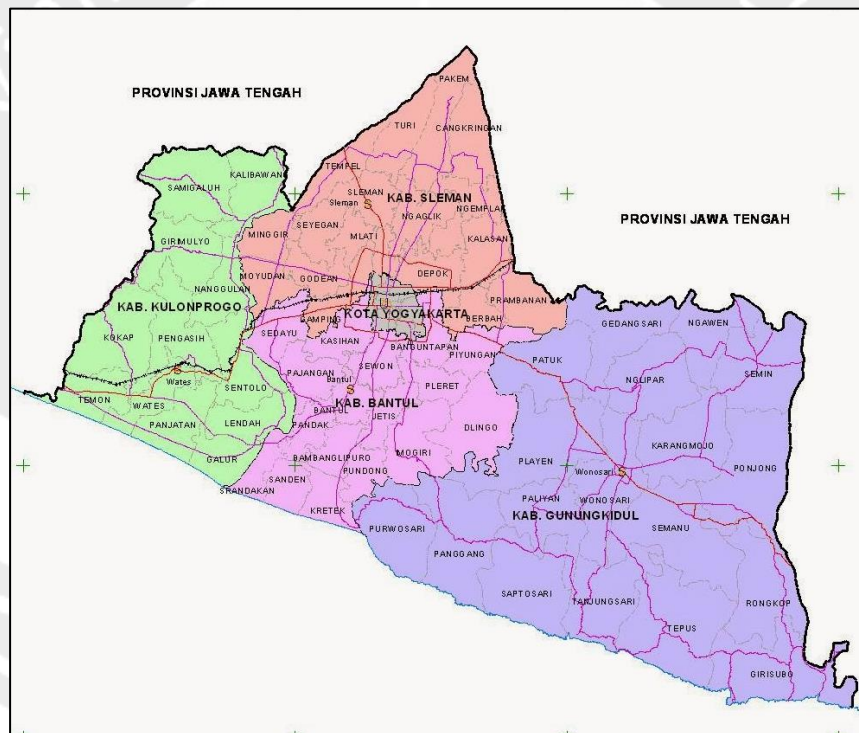 PAKEM
PROVINSI JAWA TENGAH
TURI
CANGKRINGAN
TEMPEL
KALIBAWANG
SAMIGALUH
SLEMAN
KAB. SLEMAN
Sleman
S
NGEMPLAK
NGAGLIK
PROVINSI JAWA TENGAH
SEYEGAN
MINGGIR
MLATI
KALASAN
GIRIMULYO
DEPOK
MOYUDAN
GODEAN
NANGGULAN
PRAMBANAN
KAB. KULONPROGO
KOTA YOGYAKARTA
GAMPING
BERBAH
GEDANGSARI
NGAWEN
SEDAYU
KASIHAN
KOKAP
PENGASIH
BANGUNTAPAN
PIYUNGAN
PATUK
SEWON
SEMIN
S
Wates
PAJANGAN
Bantul
S
PLERET
NGLIPAR
SENTOLO
TEMON
WATES
KAB. BANTUL
BANTUL
JETIS
PANJATAN
LENDAH
PANDAK
DLINGO
KARANGMOJO
MOGIRI
PLAYEN
GALUR
BAMBANGLIPURO
PUNDONG
Wonosari
S
PONJONG
SANDEN
SRANDAKAN
PALIYAN
WONOSARI
KRETEK
KAB. GUNUNGKIDUL
SEMANU
PURWOSARI
PANGGANG
SAPTOSARI
TANJUNGSARI
RONGKOP
TEPUS
GIRISUBO